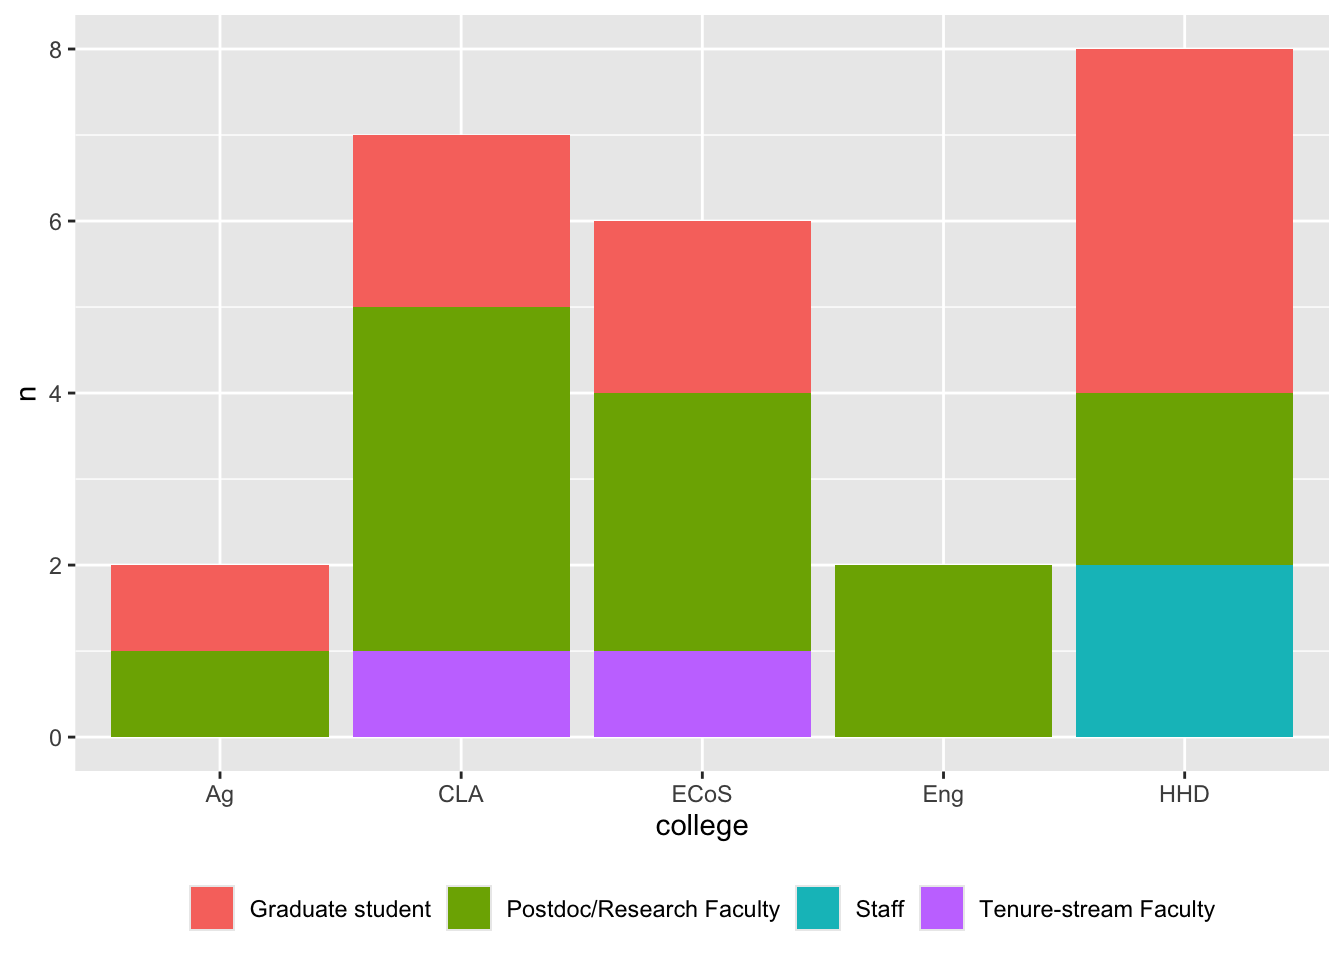 8
6
n
4
2
0
Ag CLA ECoS Eng HHD
college
Graduate student Postdoc/Research Faculty Staff Tenure-stream Faculty